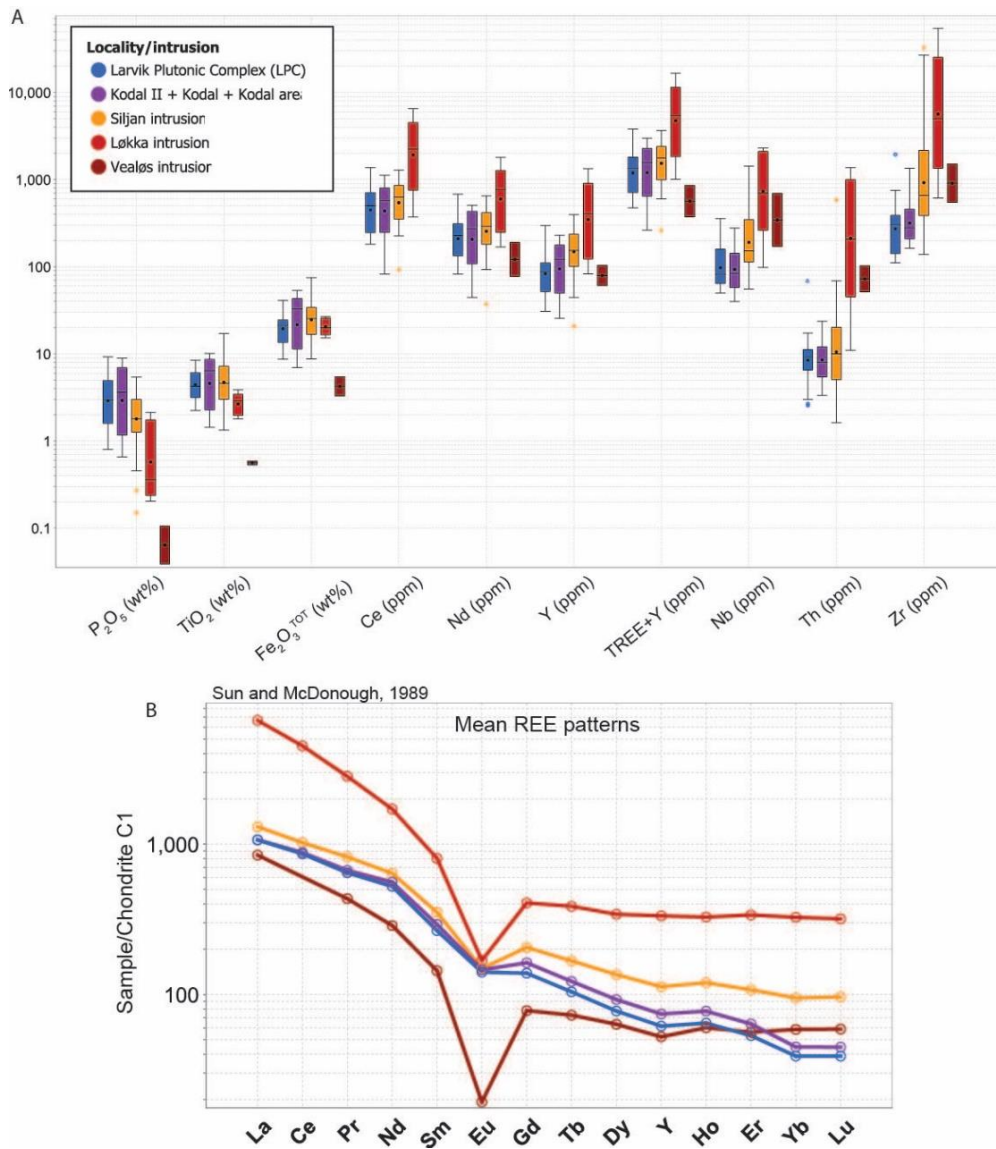 A
Locality/intrusion
Larvik Plutonic Complex (LPC)
Kodal II + Kodal + Kodal area
Siljan intrusion
Løkka intrusion
Vealøs intrusior
10,000
1,000
100
10
1
0.1
P₂O₅ (wt%)
TiO₂ (wt%)
Fe₂O₃ᵀᴼᵀ (wt%)
Ce (ppm)
Nd (ppm)
Y (ppm)
TREE+Y (ppm)
Nb (ppm)
Th (ppm)
Zr (ppm)
Sun and McDonough, 1989
B
Mean REE patterns
Sample/Chondrite C1
1,000
100
La
Ce
Pr
Nd
Sm
Eu
Gd
Tb
Dy
Y
Ho
Er
Yb
Lu